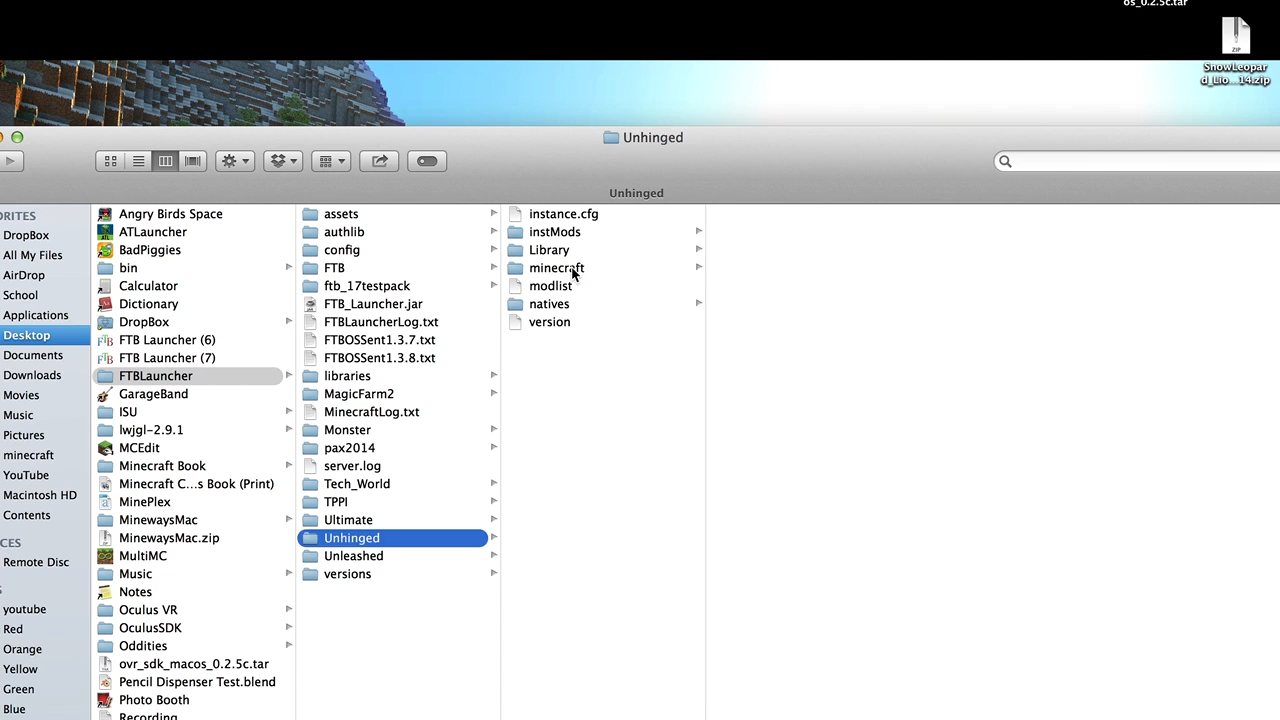 os_0.2.5c.tar
ZIP
SnowLeopar
d_Lio...14.zip
Unhinged
Unhinged
ORITES
DropBox
All My Files
AirDrop
School
Applications
Desktop
Documents
Downloads
Movies
Music
Pictures
minecraft
YouTube
Macintosh HD
Contents
CES
Remote Disc
youtube
Red
Orange
Yellow
Green
Blue
Angry Birds Space
ATLauncher
BadPiggies
bin
Calculator
Dictionary
DropBox
FTB Launcher (6)
FTB Launcher (7)
FTBLauncher
GarageBand
ISU
lwjgl-2.9.1
MCEdit
Minecraft Book
Minecraft C...s Book (Print)
MinePlex
MinewaysMac
MinewaysMac.zip
MultiMC
Music
Notes
Oculus VR
OculusSDK
Oddities
ovr_sdk_macos_0.2.5c.tar
Pencil Dispenser Test.blend
Photo Booth
Recording
assets
authlib
config
FTB
ftb_17testpack
FTB_Launcher.jar
FTBLauncherLog.txt
FTBOSSent1.3.7.txt
FTBOSSent1.3.8.txt
libraries
MagicFarm2
MinecraftLog.txt
Monster
pax2014
server.log
Tech_World
TPPI
Ultimate
Unhinged
Unleashed
versions
instance.cfg
instMods
Library
minecraft
modlist
natives
version